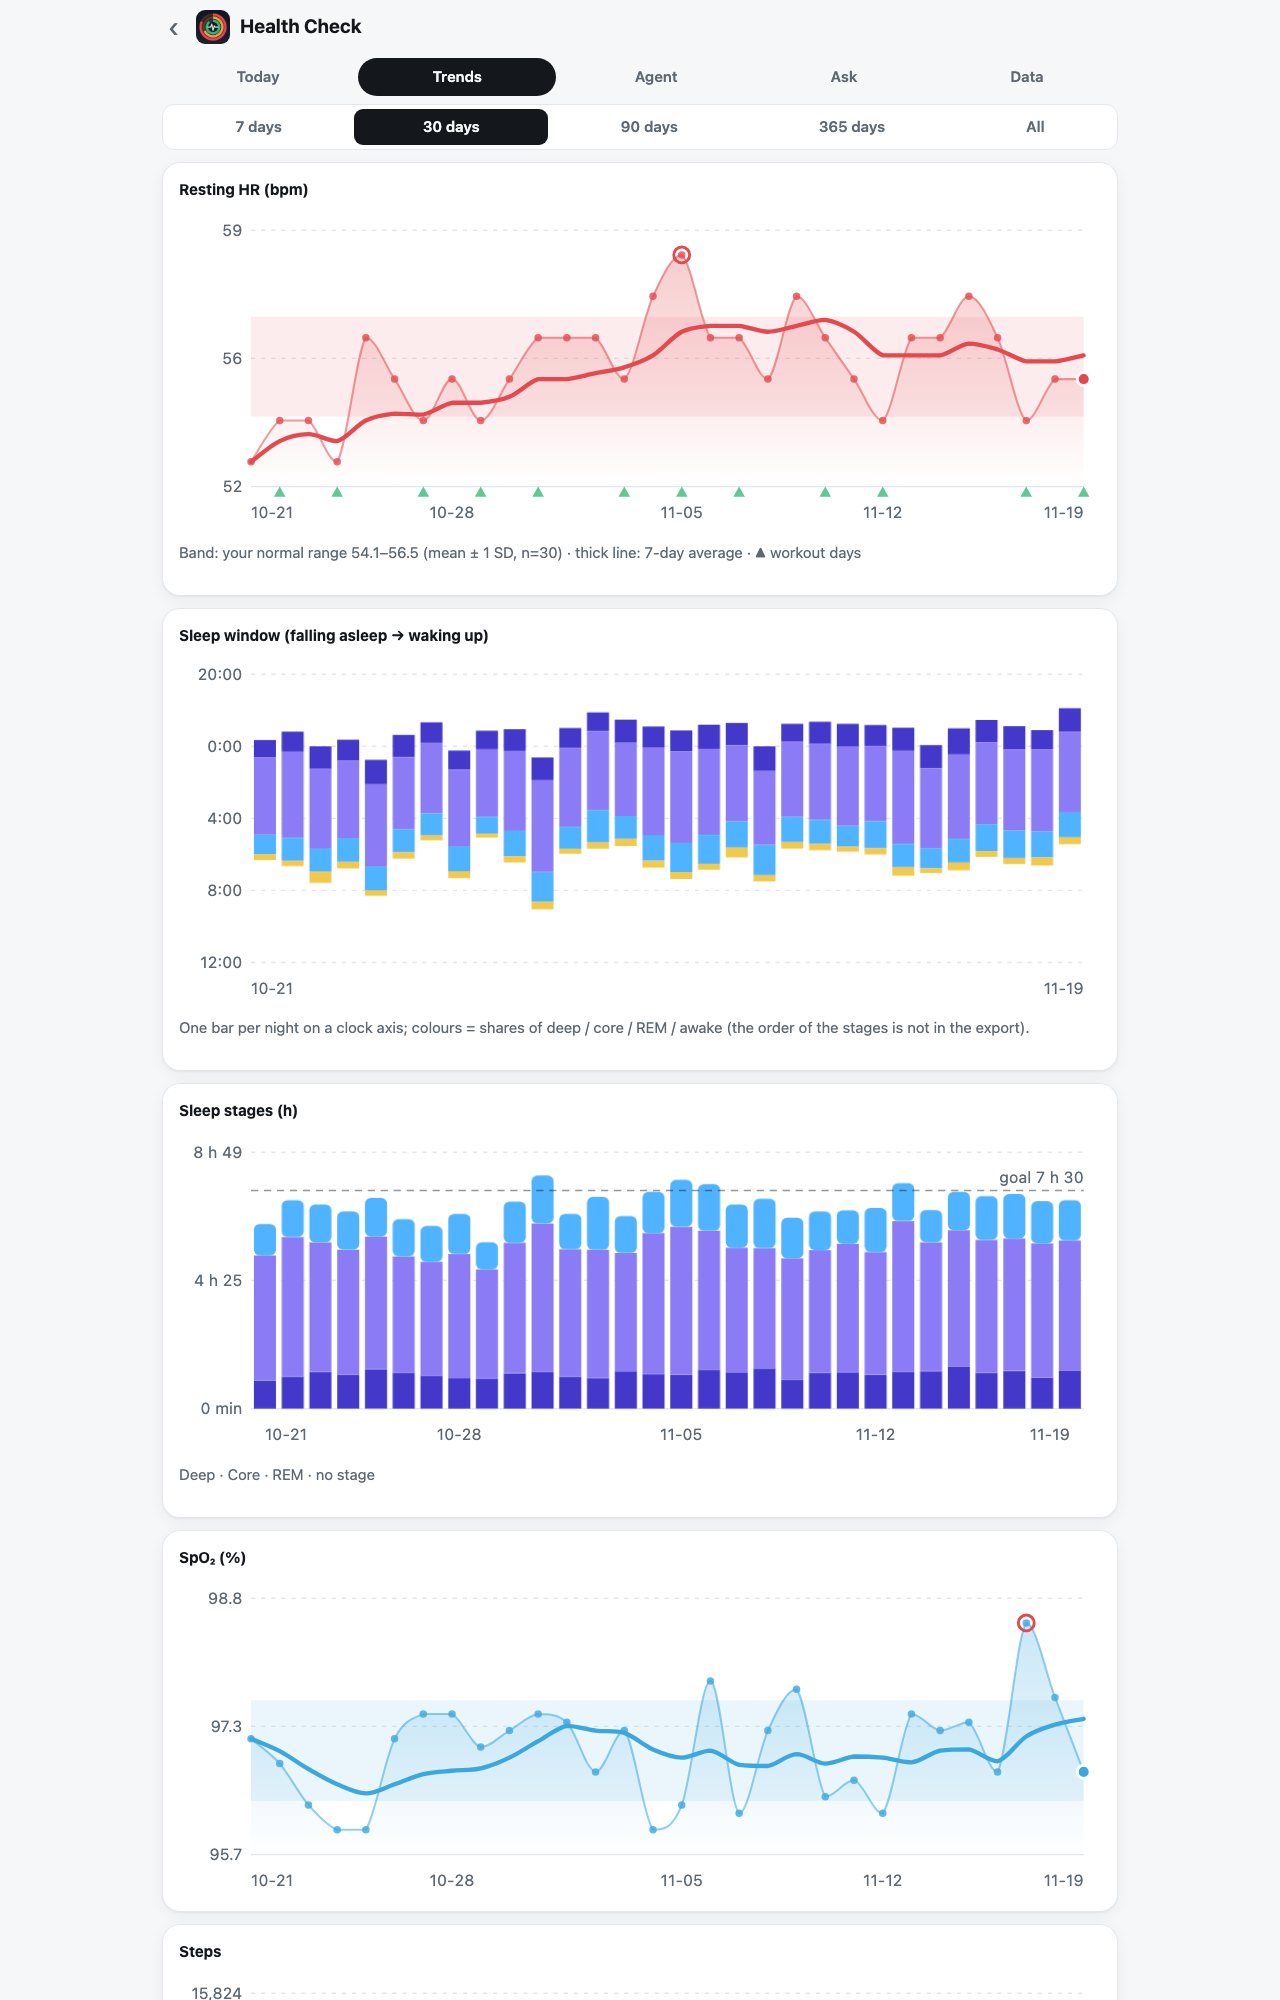 ‹ Health Check
Today Trends Agent Ask Data
7 days 30 days 90 days 365 days All
Resting HR (bpm)
59
56
52
10-21 10-28 11-05 11-12 11-19
Band: your normal range 54.1–56.5 (mean ± 1 SD, n=30) · thick line: 7-day average · ▲ workout days
Sleep window (falling asleep → waking up)
20:00
0:00
4:00
8:00
12:00
10-21 11-19
One bar per night on a clock axis; colours = shares of deep / core / REM / awake (the order of the stages is not in the export).
Sleep stages (h)
8 h 49
goal 7 h 30
4 h 25
0 min
10-21 10-28 11-05 11-12 11-19
Deep · Core · REM · no stage
SpO₂ (%)
98.8
97.3
95.7
10-21 10-28 11-05 11-12 11-19
Steps
15,824